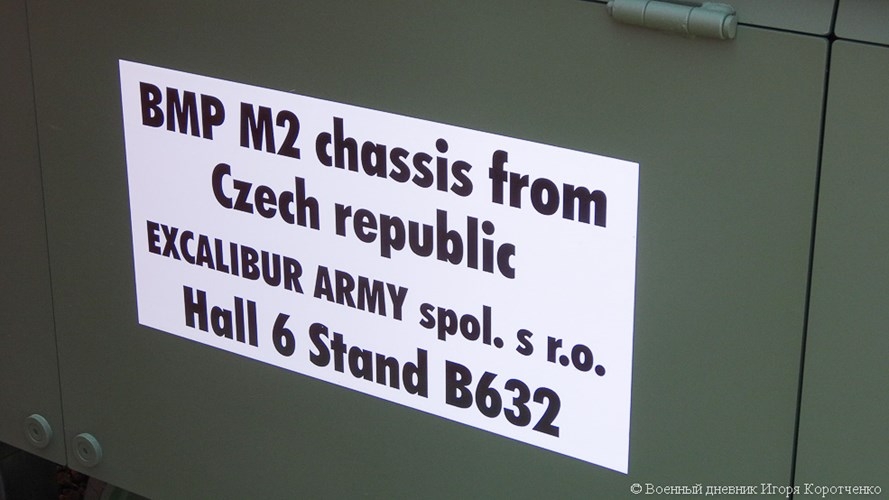 BMP M2 chassis from
Czech republic
EXCALIBUR ARMY spol. s r.o.
Hall 6 Stand B632
© Военный дневник Игоря Коротченко